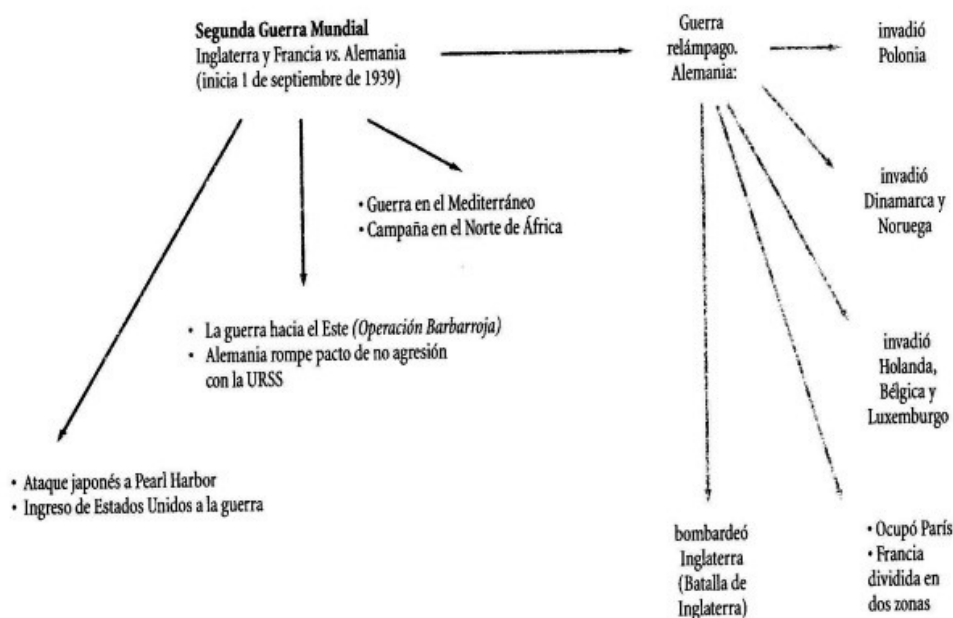 Segunda Guerra Mundial
Inglaterra y Francia vs. Alemania
(inicia 1 de septiembre de 1939)
Guerra
relámpago.
Alemania:
invadió
Polonia
invadió
Dinamarca y
Noruega
invadió
Holanda,
Bélgica y
Luxemburgo
• Ocupó París
• Francia
dividida en
dos zonas
bombardeó
Inglaterra
(Batalla de
Inglaterra)
• Guerra en el Mediterráneo
• Campaña en el Norte de África
• La guerra hacia el Este (Operación Barbarroja)
• Alemania rompe pacto de no agresión
con la URSS
• Ataque japonés a Pearl Harbor
• Ingreso de Estados Unidos a la guerra